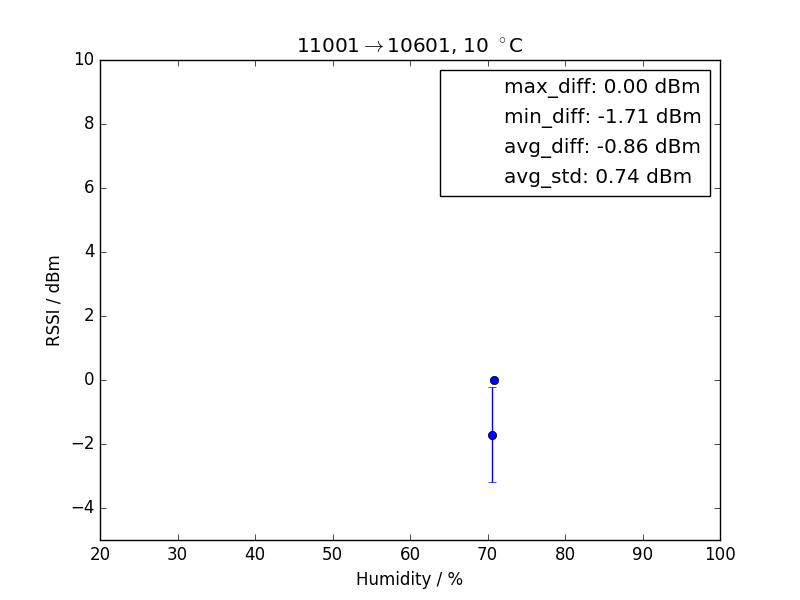 11001→10601, 10 °C
max_diff: 0.00 dBm
min_diff: -1.71 dBm
avg_diff: -0.86 dBm
avg_std: 0.74 dBm
RSSI / dBm
10
8
6
4
2
0
−2
−4
20 30 40 50 60 70 80 90 100
Humidity / %